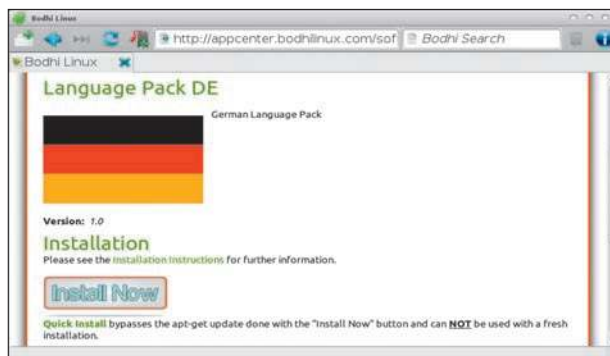 Bodhi Linux
http://appcenter.bodhilinux.com/sof
Bodhi Search
Bodhi Linux
Language Pack DE
German Language Pack
Version: 1.0
Installation
Please see the Installation Instructions for further information.
Install Now
Quick Install bypasses the apt-get update done with the "Install Now" button and can NOT be used with a fresh
installation.